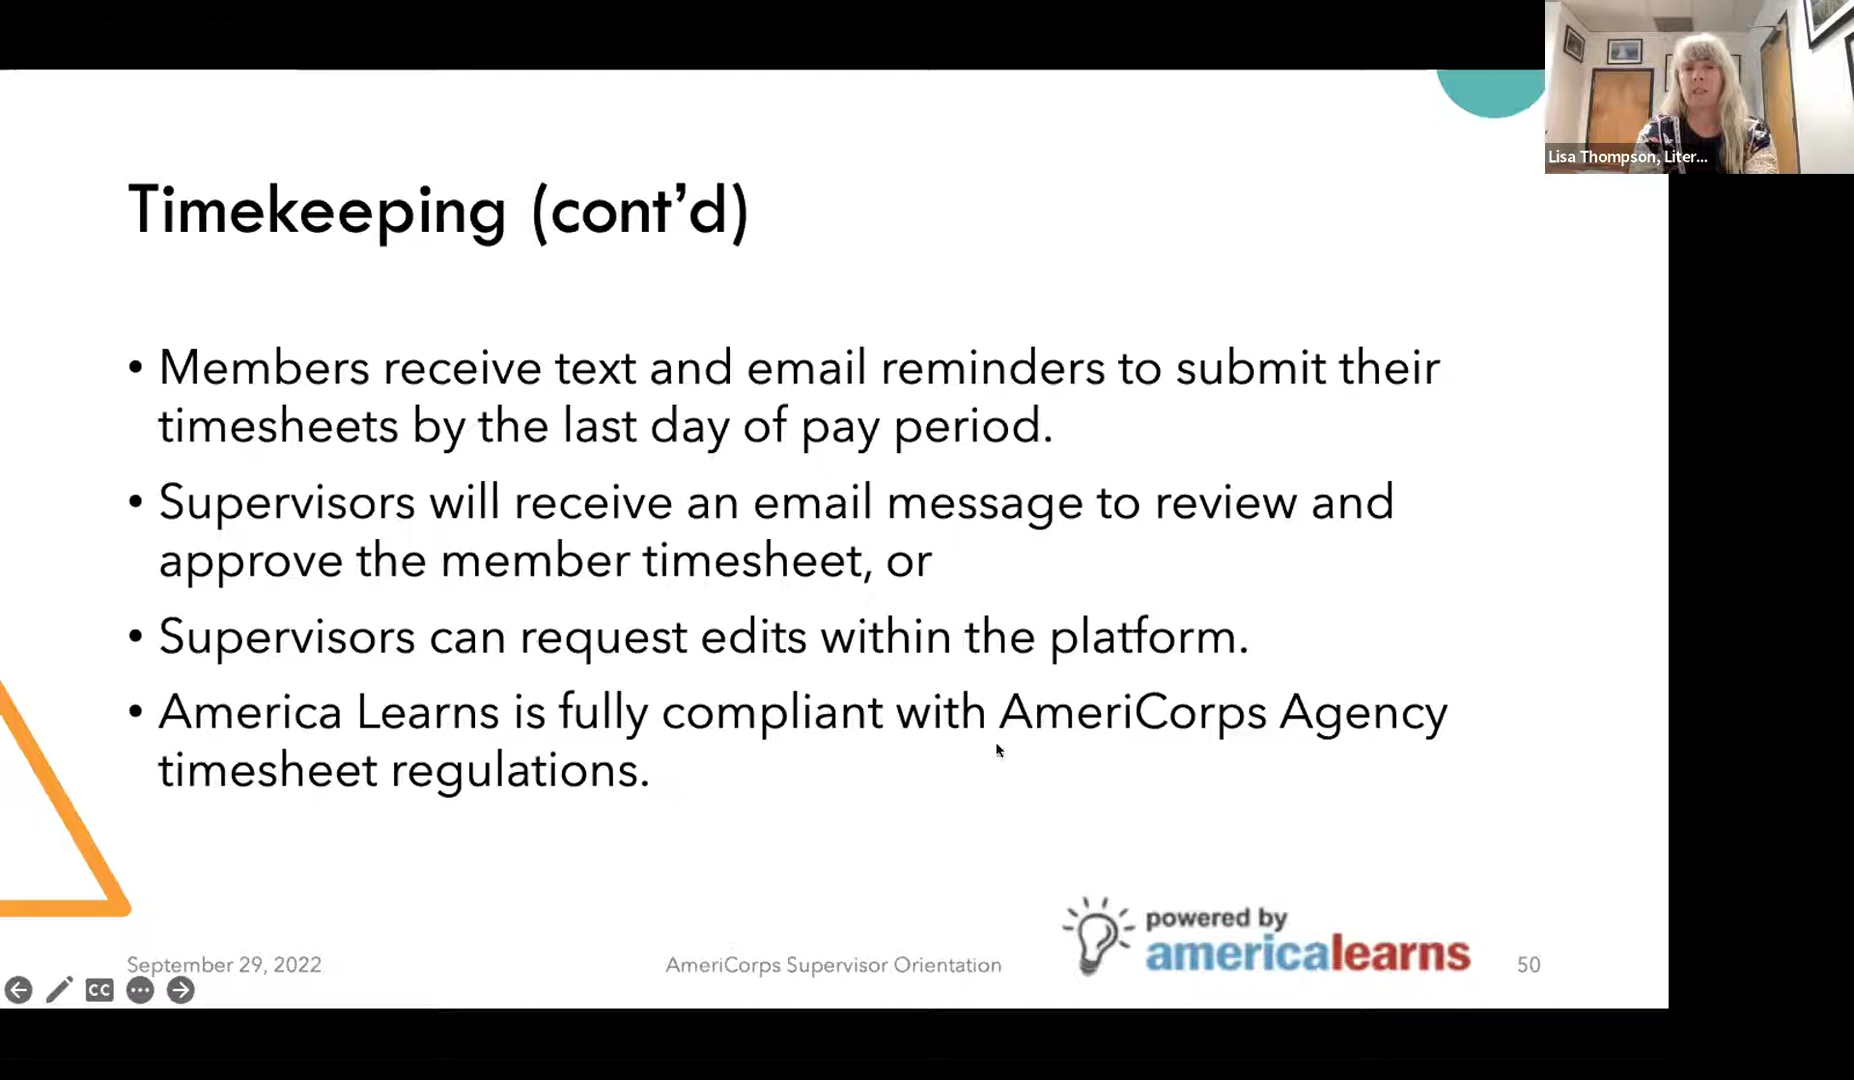 Lisa Thompson, Liter...
Timekeeping (cont’d)
• Members receive text and email reminders to submit their
timesheets by the last day of pay period.
• Supervisors will receive an email message to review and
approve the member timesheet, or
• Supervisors can request edits within the platform.
• America Learns is fully compliant with AmeriCorps Agency
timesheet regulations.
powered by
americalearns
September 29, 2022
AmeriCorps Supervisor Orientation
50
CC